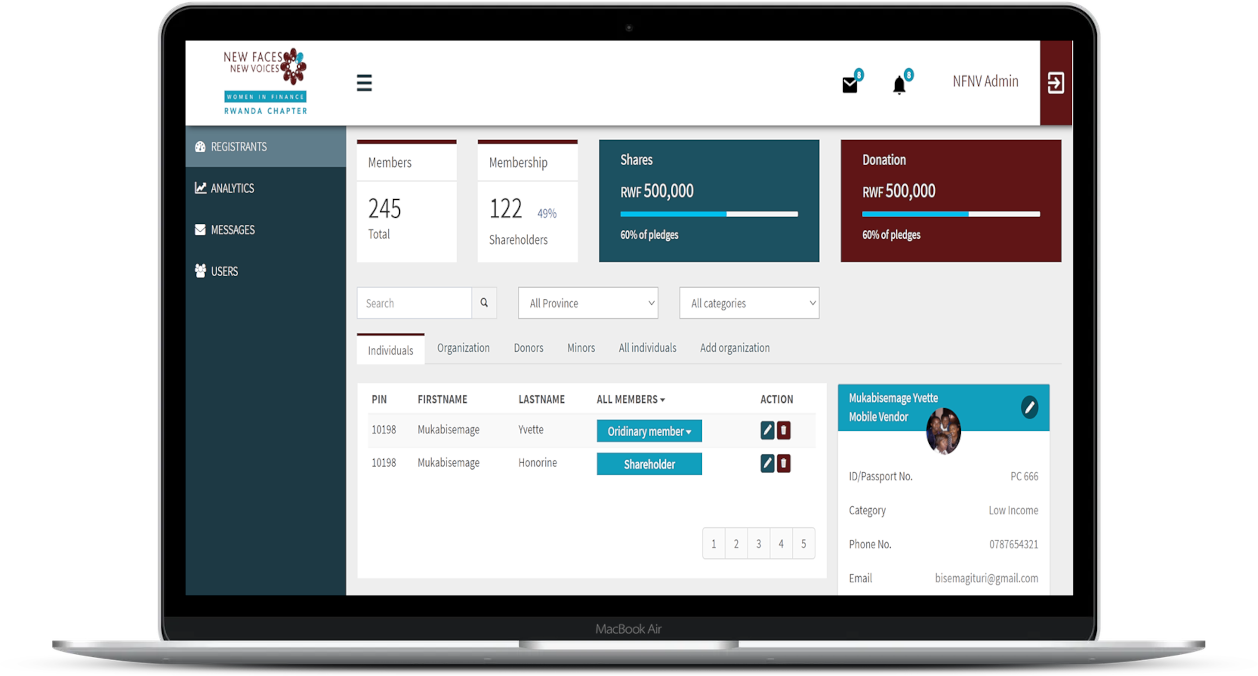 NEW FACES
NEW VOICES
WOMEN IN FINANCE
RWANDA CHAPTER
8
8
NFNV Admin
REGISTRANTS
ANALYTICS
MESSAGES
USERS
Members
245
Total
Membership
122 49%
Shareholders
Shares
RWF 500,000
60% of pledges
Donation
RWF 500,000
60% of pledges
Search
All Province
All categories
Individuals Organization Donors Minors All individuals Add organization
PIN FIRSTNAME LASTNAME ALL MEMBERS ACTION
10198 Mukabisemage Yvette Oridinary member
10198 Mukabisemage Honorine Shareholder
1 2 3 4 5
Mukabisemage Yvette
Mobile Vendor
ID/Passport No. PC 666
Category Low Income
Phone No. 0787654321
Email bisemagituri@gmail.com
MacBook Air